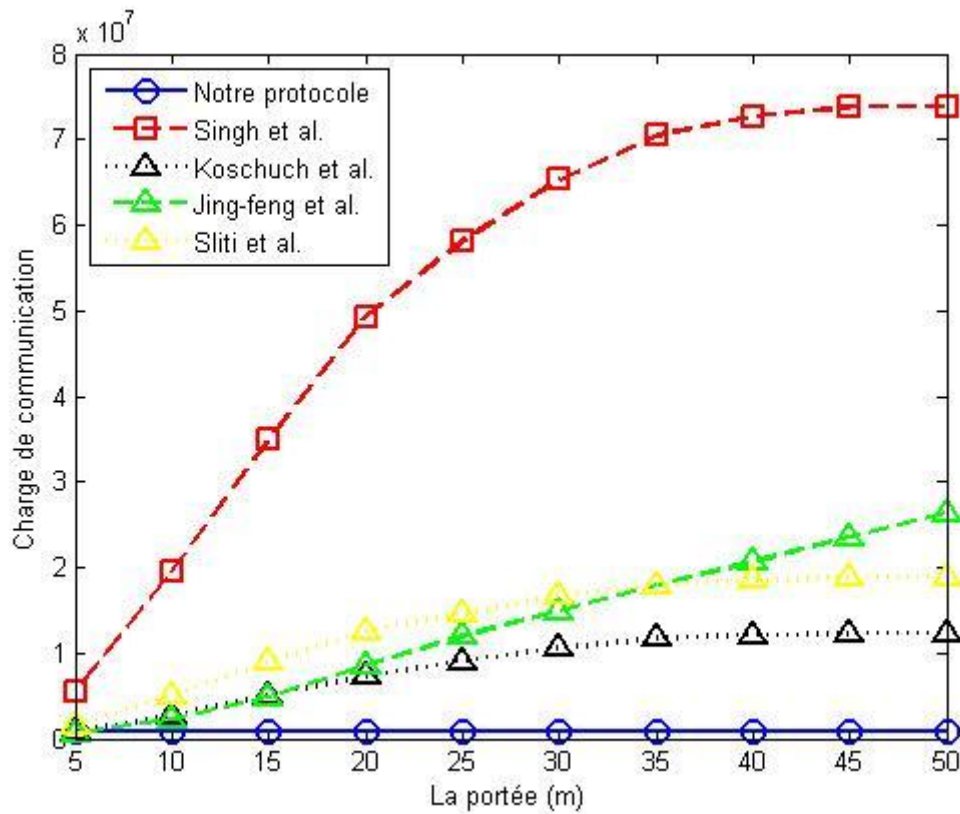 x 10⁷
8
7
6
5
4
3
2
1
0
Charge de communication
Notre protocole
Singh et al.
Koschuch et al.
Jing-feng et al.
Sliti et al.
5 10 15 20 25 30 35 40 45 50
La portée (m)